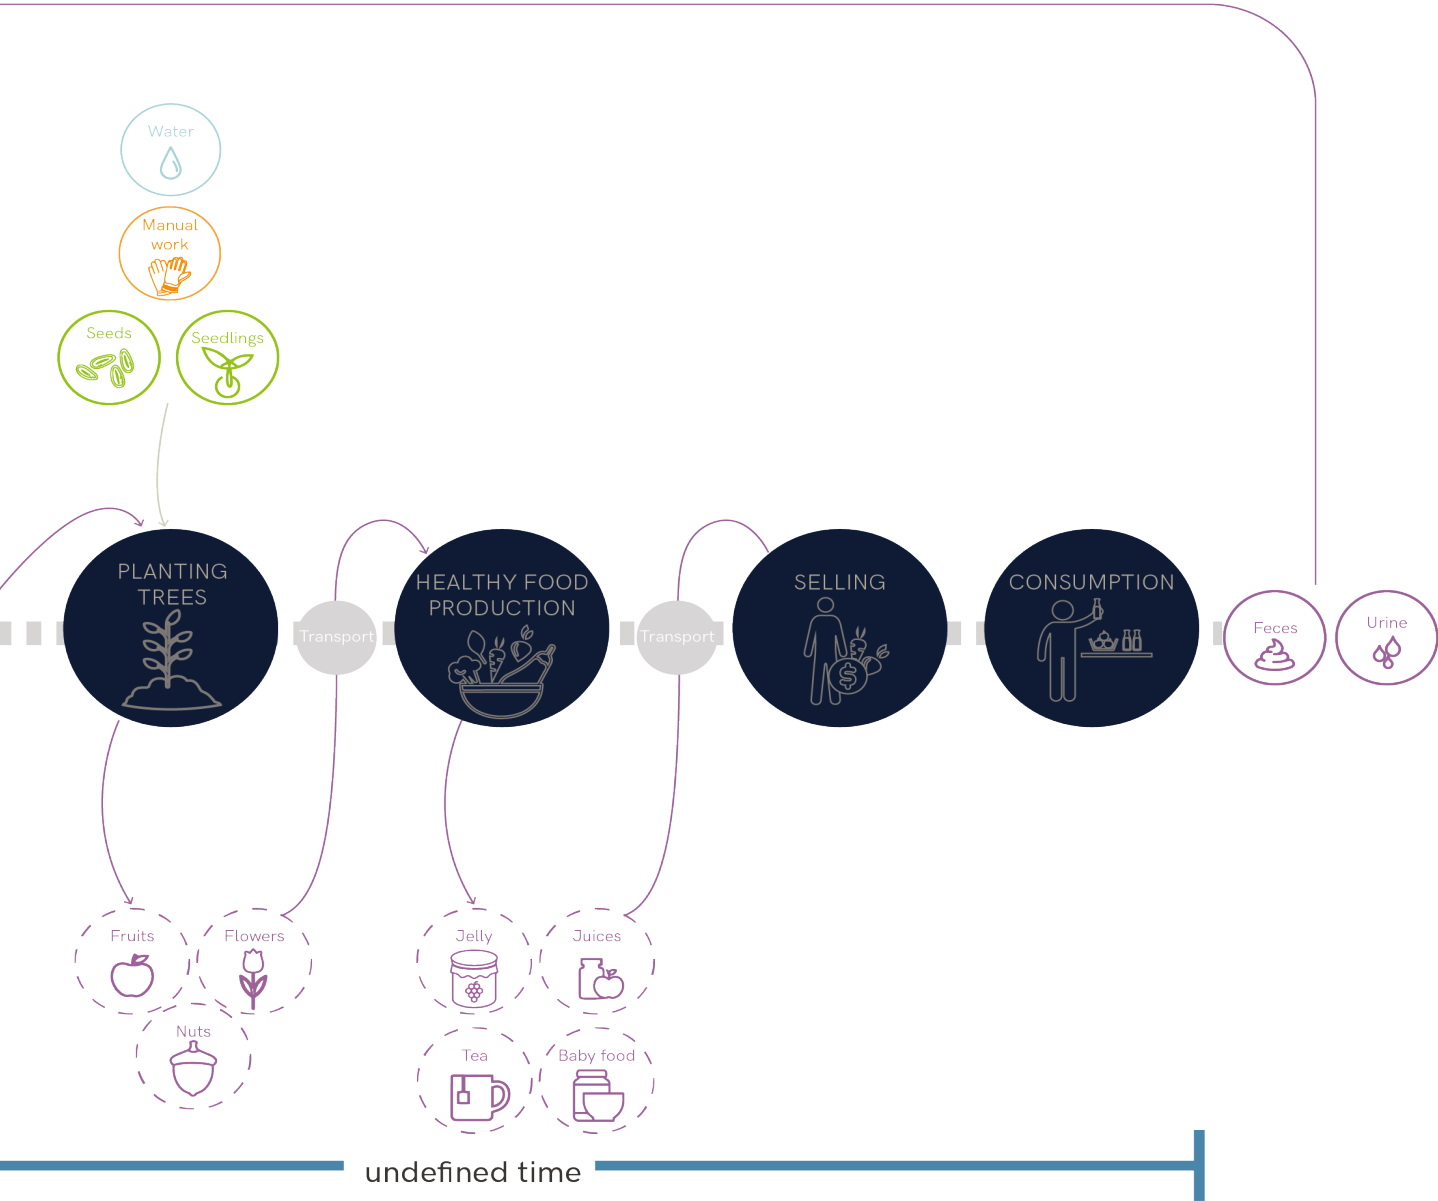 Water
Manual
work
Seeds
Seedlings
PLANTING
TREES
Transport
HEALTHY FOOD
PRODUCTION
Transport
SELLING
CONSUMPTION
Feces
Urine
Fruits
Flowers
Nuts
Jelly
Juices
Tea
Baby food
undefined time